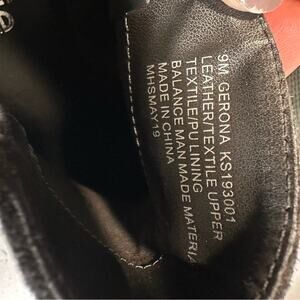 9M GERONA KS193001
LEATHER/TEXTILE UPPER
TEXTILE/PU LINING
BALANCE MAN MADE MATERIA
MADE IN CHINA
MHSMAY19